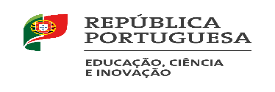 REPÚBLICA
PORTUGUESA
EDUCAÇÃO, CIÊNCIA
E INOVAÇÃO